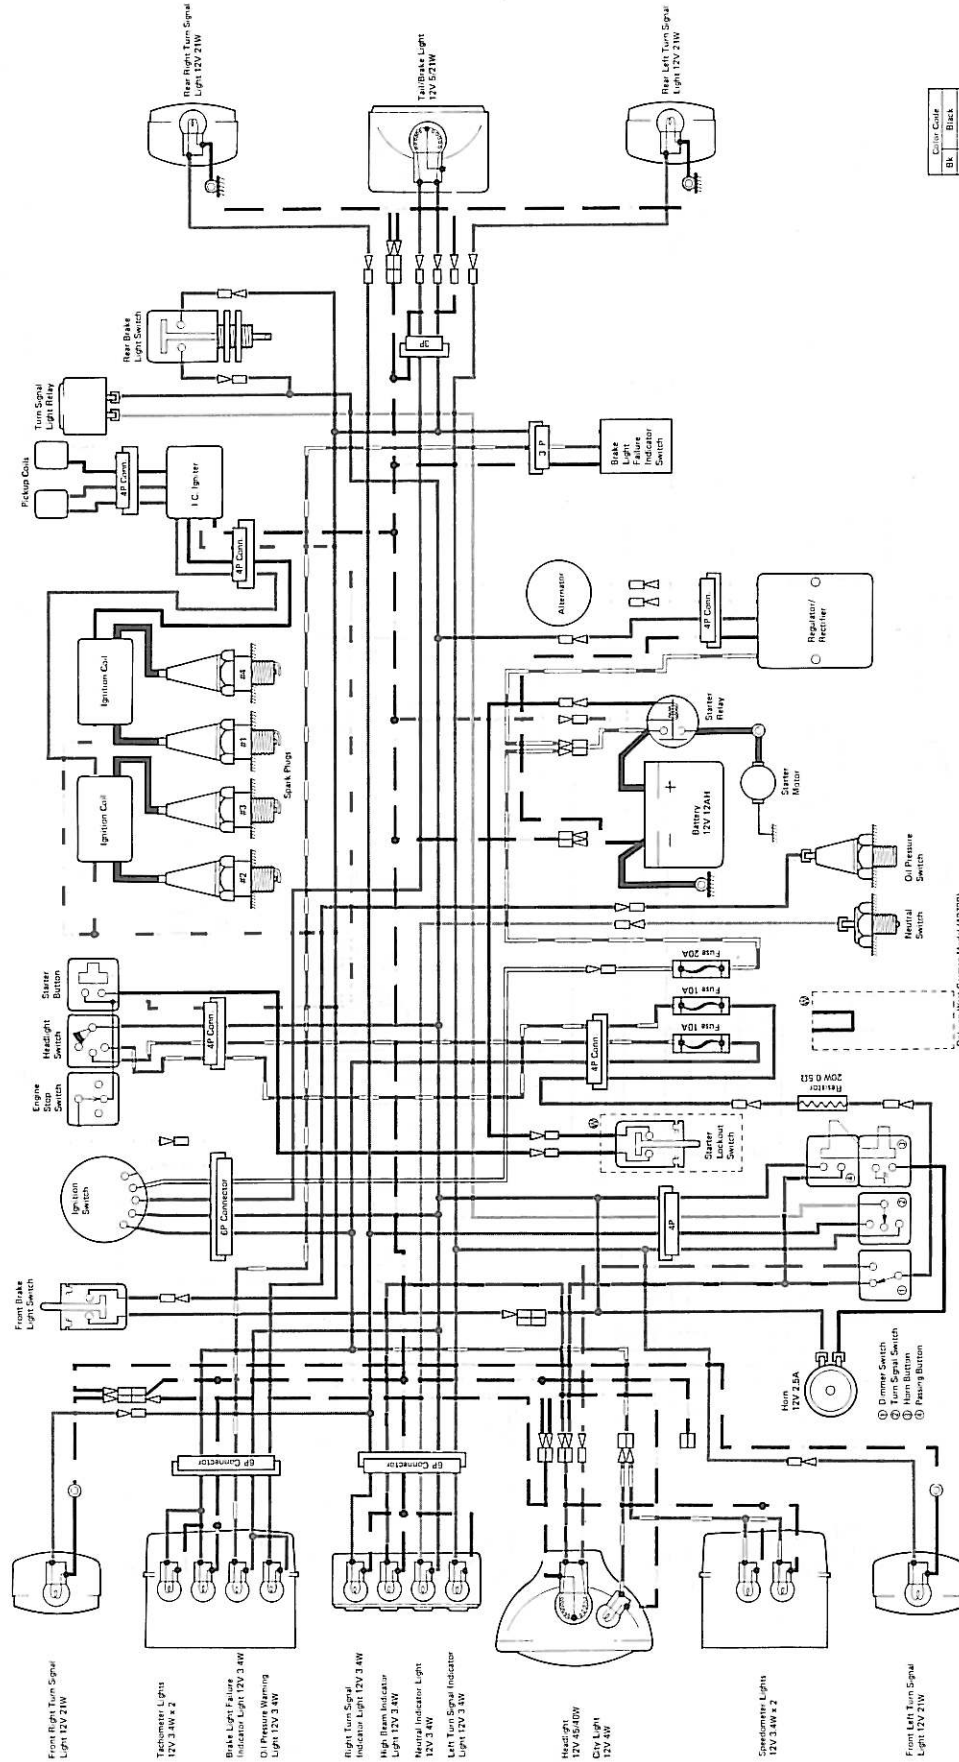 Rear Right Turn Signal
Light 12V 21W
Tail/Brake Light
12V 5/21W
Rear Left Turn Signal
Light 12V 21W
Color Code
Bk Black
Rear Brake
Light Switch
Turn Signal
Light Relay
Pickup Coils
4P Conn.
I.C. Igniter
4P Conn.
3P
3 P
Brake
Light
Failure
Indicator
Switch
Ignition Coil
Ignition Coil
#4
#1
#3
#2
Spark Plugs
Alternator
4P Conn.
Regulator/
Rectifier
Starter
Relay
Battery
12V 12AH
Starter
Motor
Oil Pressure
Switch
Neutral
Switch
Starter
Button
Headlight
Switch
Engine
Stop
Switch
4P Conn.
Fuse 20A
Fuse 10A
Fuse 10A
4P Conn.
Resistor
20W 0.5Ω
Starter
Lockout
Switch
Ignition
Switch
6P Connector
4P
Front Brake
Light Switch
Horn
12V 2.5A
① Dimmer Switch
② Turn Signal Switch
③ Horn Button
④ Passing Button
①
②
③
④
6P Connector
6P Connector
Front Right Turn Signal
Light 12V 21W
Tachometer Lights
12V 3.4W x 2
Brake Light Failure
Indicator Light 12V 3.4W
Oil Pressure Warning
Light 12V 3.4W
Right Turn Signal
Indicator Light 12V 3.4W
High Beam Indicator
Light 12V 3.4W
Neutral Indicator Light
12V 3.4W
Left Turn Signal Indicator
Light 12V 3.4W
Headlight
12V 45/40W
City Light
12V 4W
Speedometer Lights
12V 3.4W x 2
Front Left Turn Signal
Light 12V 21W